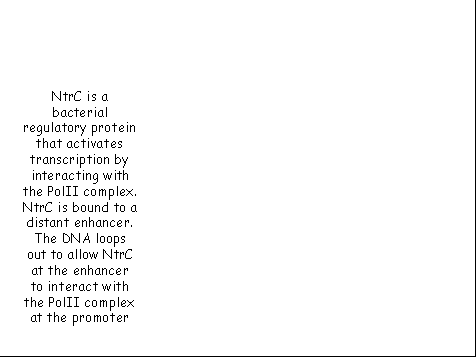 NtrC is a
bacterial
regulatory protein
that activates
transcription by
interacting with
the PolII complex.
NtrC is bound to a
distant enhancer.
The DNA loops
out to allow NtrC
at the enhancer
to interact with
the PolII complex
at the promoter